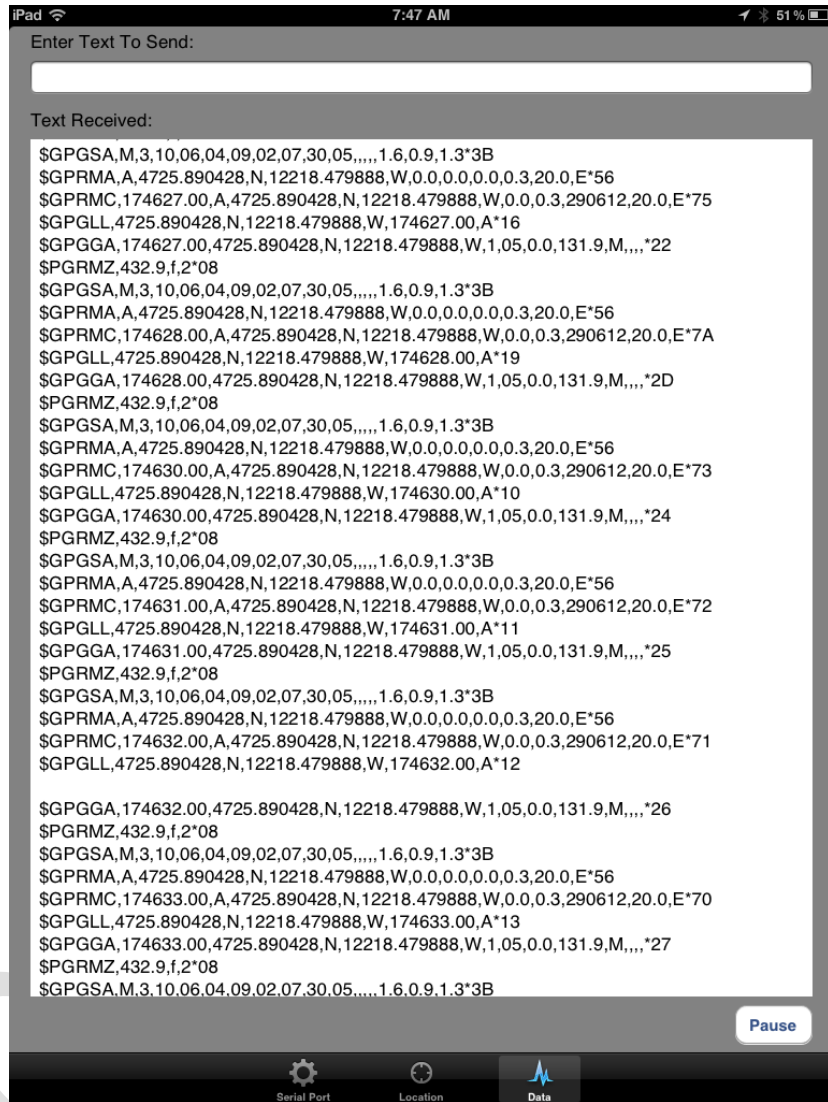 iPad 7:47 AM 51%
Enter Text To Send:
Text Received:
$GPGSA,M,3,10,06,04,09,02,07,30,05,,,,,1.6,0.9,1.3*3B
$GPRMA,A,4725.890428,N,12218.479888,W,0.0,0.0,0.0,0.3,20.0,E*56
$GPRMC,174627.00,A,4725.890428,N,12218.479888,W,0.0,0.3,290612,20.0,E*75
$GPGLL,4725.890428,N,12218.479888,W,174627.00,A*16
$GPGGA,174627.00,4725.890428,N,12218.479888,W,1,05,0.0,131.9,M,,,,*22
$PGRMZ,432.9,f,2*08
$GPGSA,M,3,10,06,04,09,02,07,30,05,,,,,1.6,0.9,1.3*3B
$GPRMA,A,4725.890428,N,12218.479888,W,0.0,0.0,0.0,0.3,20.0,E*56
$GPRMC,174628.00,A,4725.890428,N,12218.479888,W,0.0,0.3,290612,20.0,E*7A
$GPGLL,4725.890428,N,12218.479888,W,174628.00,A*19
$GPGGA,174628.00,4725.890428,N,12218.479888,W,1,05,0.0,131.9,M,,,,*2D
$PGRMZ,432.9,f,2*08
$GPGSA,M,3,10,06,04,09,02,07,30,05,,,,,1.6,0.9,1.3*3B
$GPRMA,A,4725.890428,N,12218.479888,W,0.0,0.0,0.0,0.3,20.0,E*56
$GPRMC,174630.00,A,4725.890428,N,12218.479888,W,0.0,0.3,290612,20.0,E*73
$GPGLL,4725.890428,N,12218.479888,W,174630.00,A*10
$GPGGA,174630.00,4725.890428,N,12218.479888,W,1,05,0.0,131.9,M,,,,*24
$PGRMZ,432.9,f,2*08
$GPGSA,M,3,10,06,04,09,02,07,30,05,,,,,1.6,0.9,1.3*3B
$GPRMA,A,4725.890428,N,12218.479888,W,0.0,0.0,0.0,0.3,20.0,E*56
$GPRMC,174631.00,A,4725.890428,N,12218.479888,W,0.0,0.3,290612,20.0,E*72
$GPGLL,4725.890428,N,12218.479888,W,174631.00,A*11
$GPGGA,174631.00,4725.890428,N,12218.479888,W,1,05,0.0,131.9,M,,,,*25
$PGRMZ,432.9,f,2*08
$GPGSA,M,3,10,06,04,09,02,07,30,05,,,,,1.6,0.9,1.3*3B
$GPRMA,A,4725.890428,N,12218.479888,W,0.0,0.0,0.0,0.3,20.0,E*56
$GPRMC,174632.00,A,4725.890428,N,12218.479888,W,0.0,0.3,290612,20.0,E*71
$GPGLL,4725.890428,N,12218.479888,W,174632.00,A*12
$GPGGA,174632.00,4725.890428,N,12218.479888,W,1,05,0.0,131.9,M,,,,*26
$PGRMZ,432.9,f,2*08
$GPGSA,M,3,10,06,04,09,02,07,30,05,,,,,1.6,0.9,1.3*3B
$GPRMA,A,4725.890428,N,12218.479888,W,0.0,0.0,0.0,0.3,20.0,E*56
$GPRMC,174633.00,A,4725.890428,N,12218.479888,W,0.0,0.3,290612,20.0,E*70
$GPGLL,4725.890428,N,12218.479888,W,174633.00,A*13
$GPGGA,174633.00,4725.890428,N,12218.479888,W,1,05,0.0,131.9,M,,,,*27
$PGRMZ,432.9,f,2*08
$GPGSA,M,3,10,06,04,09,02,07,30,05,,,,,1.6,0.9,1.3*3B
Pause
Serial Port Location Data